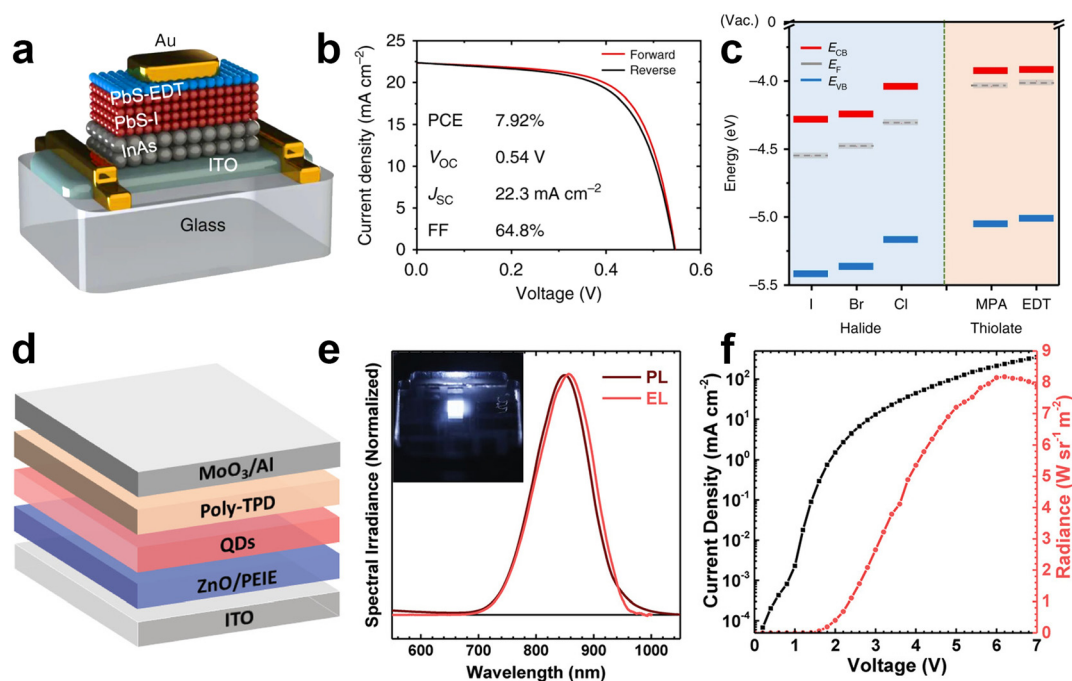 a
Au
PbS-EDT
PbS-I
InAs
ITO
Glass
b
Current density (mA cm⁻²)
25
20
15
10
5
0
Forward
Reverse
PCE 7.92%
V_OC 0.54 V
J_SC 22.3 mA cm⁻²
FF 64.8%
0.0 0.2 0.4 0.6
Voltage (V)
c
(Vac.) 0
Energy (eV)
−4.0
−4.5
−5.0
−5.5
E_CB
E_F
E_VB
I Br Cl MPA EDT
Halide Thiolate
d
MoO₃/Al
Poly-TPD
QDs
ZnO/PEIE
ITO
e
Spectral Irradiance (Normalized)
PL
EL
600 700 800 900 1000
Wavelength (nm)
f
Current Density (mA cm⁻²)
10²
10¹
10⁰
10⁻¹
10⁻²
10⁻³
10⁻⁴
0 1 2 3 4 5 6 7
Voltage (V)
9
8
7
6
5
4
3
2
1
0
Radiance (W sr⁻¹ m⁻²)